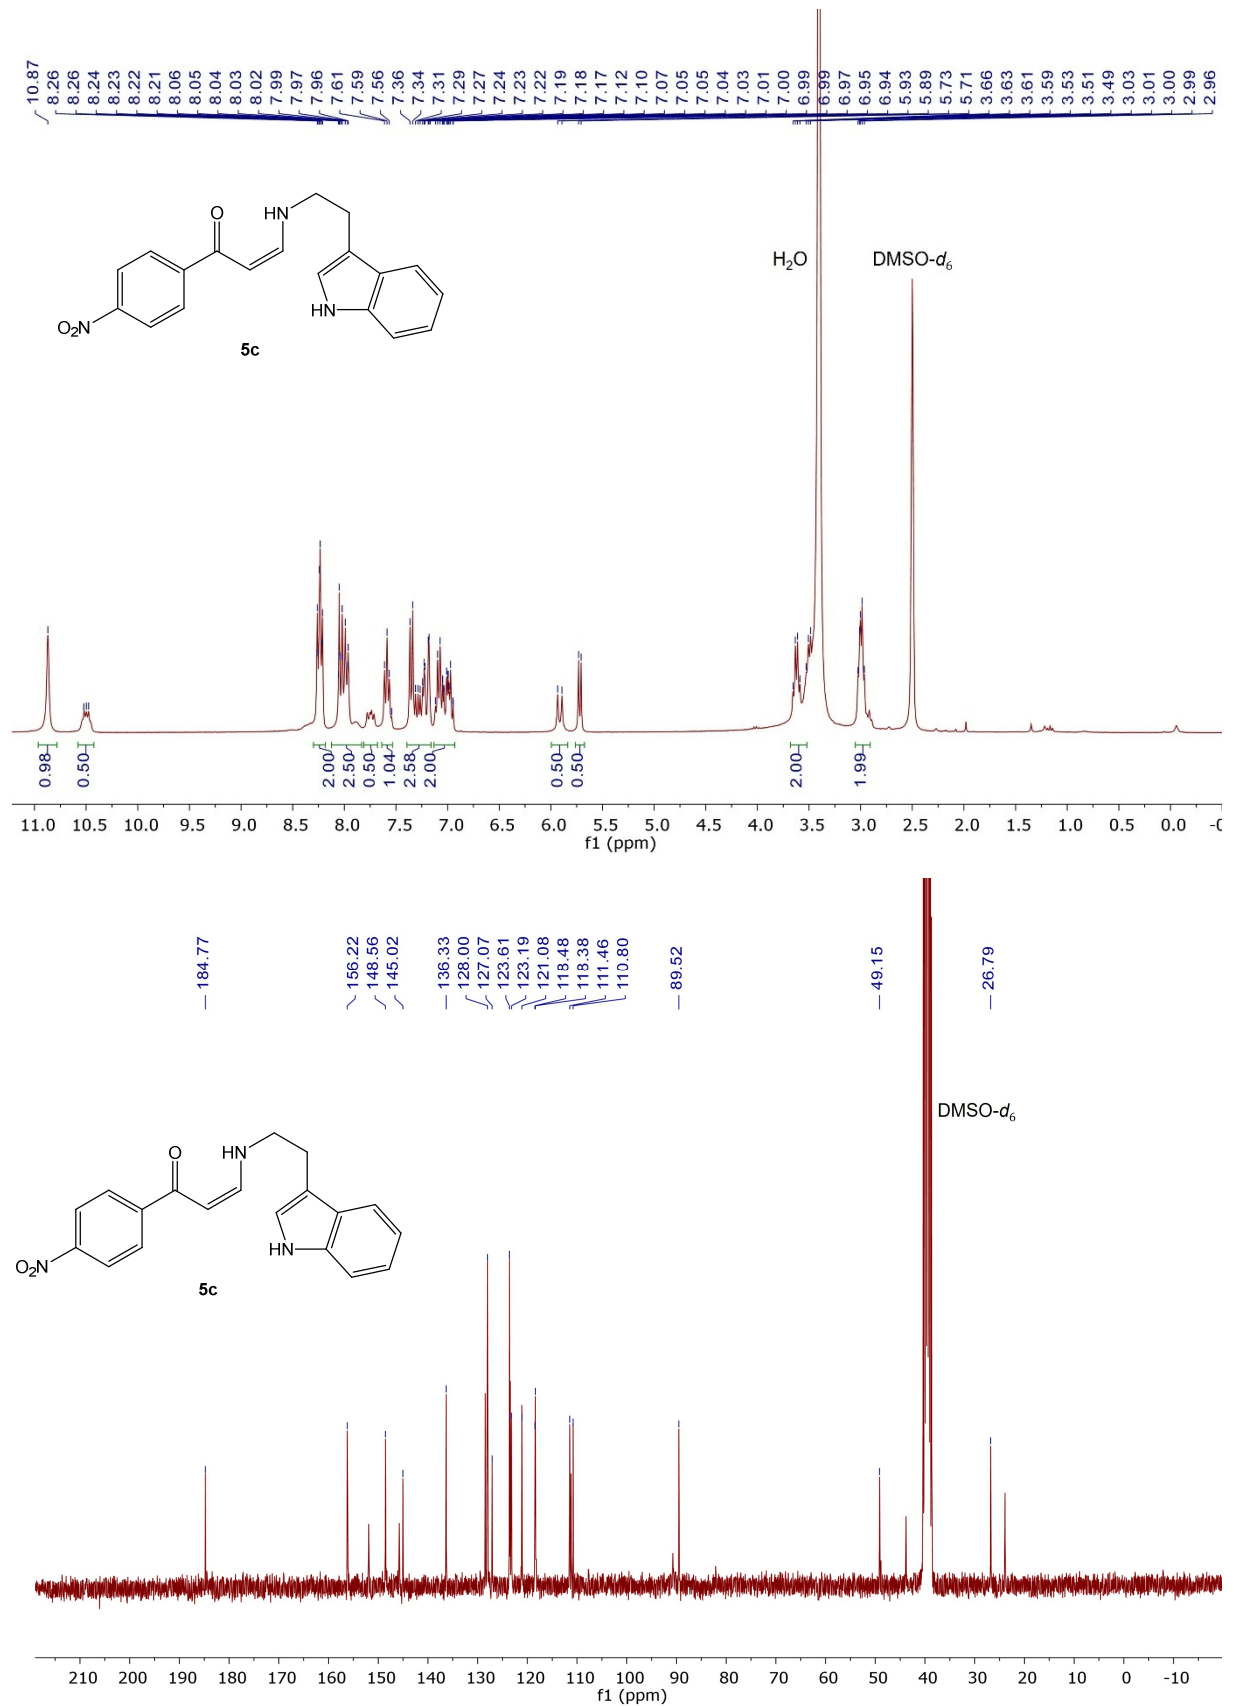 10.87 8.26 8.26 8.24 8.23 8.22 8.21 8.06 8.05 8.04 8.03 8.02 7.99 7.97 7.96 7.61 7.59 7.56 7.36 7.34 7.31 7.29 7.27 7.24 7.23 7.22 7.19 7.18 7.17 7.12 7.10 7.07 7.05 7.05 7.04 7.03 7.01 7.00 6.99 6.99 6.97 6.95 6.94 5.93 5.89 5.73 5.71 3.66 3.63 3.61 3.59 3.53 3.51 3.49 3.03 3.01 3.00 2.99 2.96
O
HN
HN
O₂N
5c
H₂O
DMSO-d₆
0.98 0.50 2.00 2.50 0.50 1.04 2.58 2.00 0.50 0.50 2.00 1.99
11.0 10.5 10.0 9.5 9.0 8.5 8.0 7.5 7.0 6.5 6.0 5.5 5.0 4.5 4.0 3.5 3.0 2.5 2.0 1.5 1.0 0.5 0.0
f1 (ppm)
184.77 156.22 148.56 145.02 136.33 128.00 127.07 123.61 123.19 121.08 118.48 118.38 111.46 110.80 89.52 49.15 26.79
DMSO-d₆
O
HN
HN
O₂N
5c
210 200 190 180 170 160 150 140 130 120 110 100 90 80 70 60 50 40 30 20 10 0 -10
f1 (ppm)